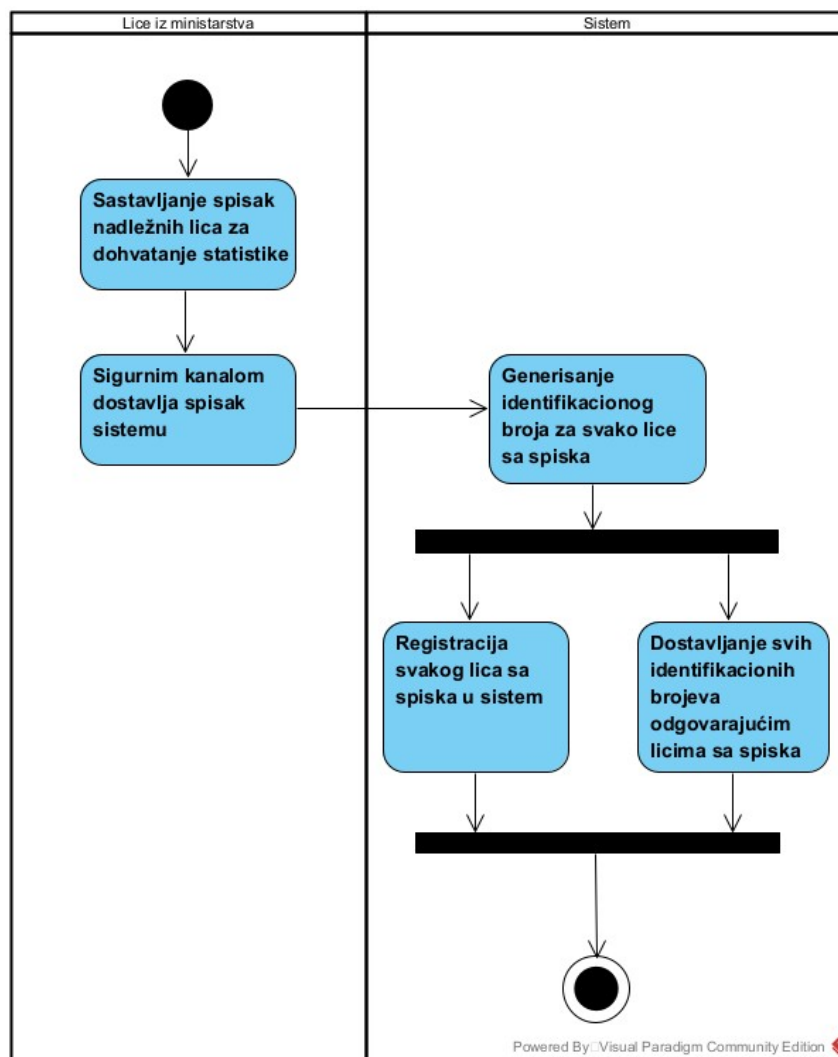 Lice iz ministarstva
Sistem
Sastavljanje spisak
nadležnih lica za
dohvatanje statistike
Sigurnim kanalom
dostavlja spisak
sistemu
Generisanje
identifikacionog
broja za svako lice
sa spiska
Registracija
svakog lica sa
spiska u sistem
Dostavljanje svih
identifikacionih
brojeva
odgovarajućim
licima sa spiska
Powered By Visual Paradigm Community Edition